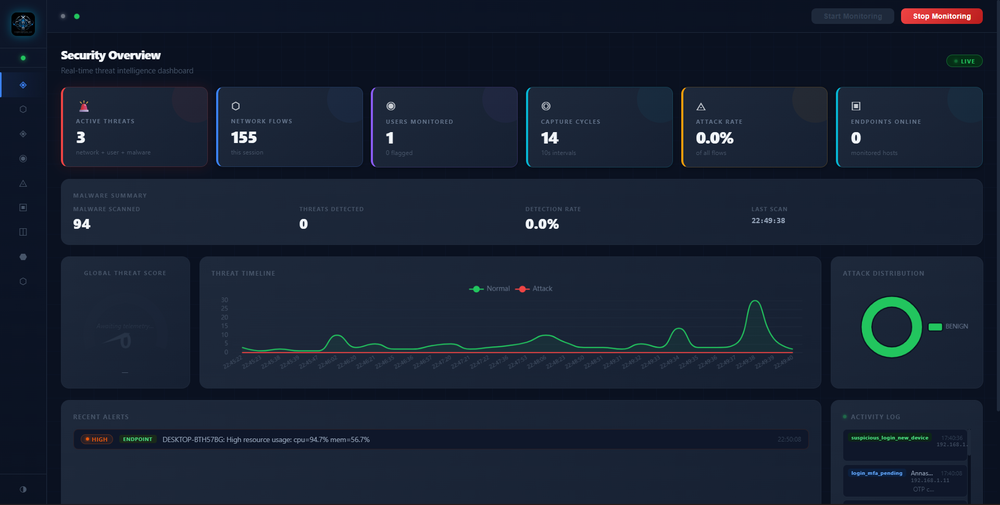 Start Monitoring
Stop Monitoring
Security Overview
Real-time threat intelligence dashboard
LIVE
ACTIVE THREATS
3
network + user + malware
NETWORK FLOWS
155
this session
USERS MONITORED
1
0 flagged
CAPTURE CYCLES
14
10s intervals
ATTACK RATE
0.0%
of all flows
ENDPOINTS ONLINE
0
monitored hosts
MALWARE SUMMARY
MALWARE SCANNED
94
THREATS DETECTED
0
DETECTION RATE
0.0%
LAST SCAN
22:49:38
GLOBAL THREAT SCORE
Awaiting telemetry...
0
—
THREAT TIMELINE
Normal
Attack
30
25
20
15
10
5
0
22:45:22
22:45:23
22:45:38
22:45:39
22:45:47
22:46:02
22:46:20
22:46:21
22:46:35
22:46:36
22:46:57
22:47:20
22:47:21
22:47:22
22:47:36
22:47:53
22:48:06
22:48:23
22:48:50
22:48:51
22:49:31
22:49:32
22:49:33
22:49:34
22:49:35
22:49:36
22:49:37
22:49:38
22:49:39
22:49:40
ATTACK DISTRIBUTION
BENIGN
RECENT ALERTS
HIGH ENDPOINT DESKTOP-BTH57BG: High resource usage: cpu=94.7% mem=56.7% 22:50:08
ACTIVITY LOG
suspicious_login_new_device 17:40:36
192.168.1.
login_mfa_pending Annas... 17:40:08
192.168.1.11
OTP c...